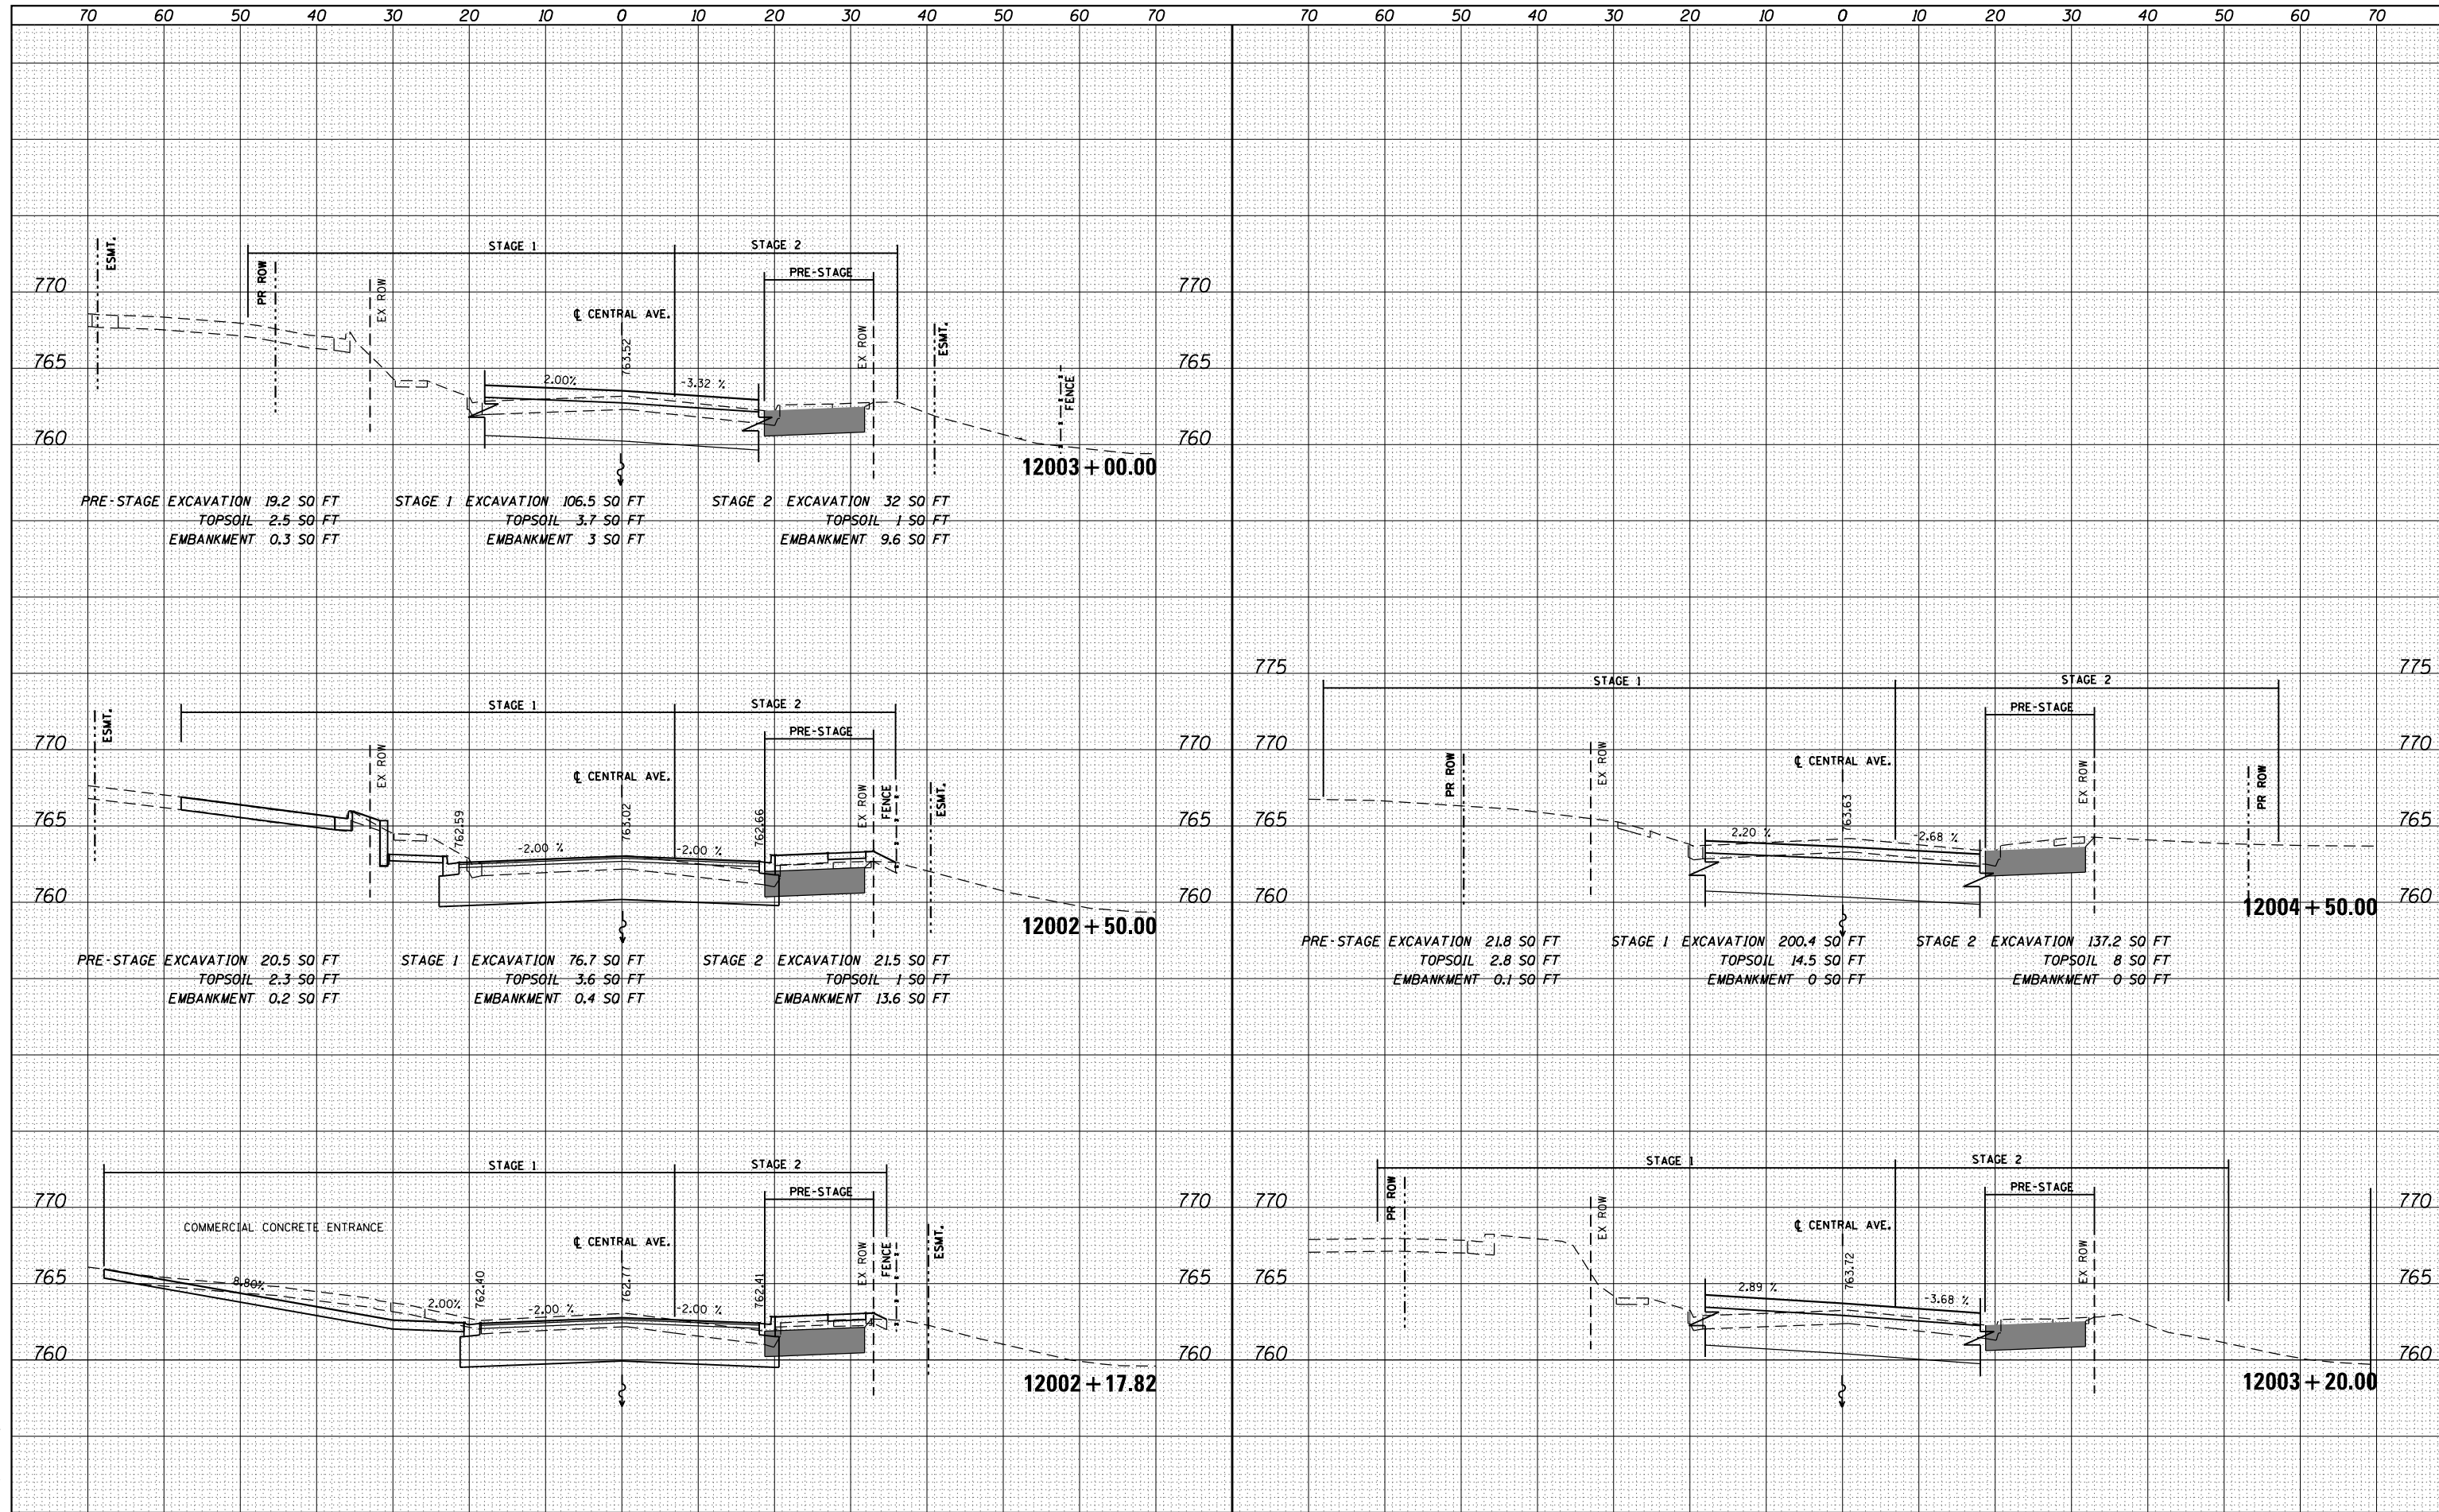 70 60 50 40 30 20 10 0 10 20 30 40 50 60 70
70 60 50 40 30 20 10 0 10 20 30 40 50 60 70
STAGE 1 STAGE 2
PRE-STAGE
ESMT.
PR ROW
EX ROW
℄ CENTRAL AVE.
763.52
EX ROW
ESMT.
FENCE
770 770
765 765
760 760
2.00% -3.32 %
12003+00.00
PRE-STAGE EXCAVATION 19.2 SQ FT STAGE 1 EXCAVATION 106.5 SQ FT STAGE 2 EXCAVATION 32 SQ FT
TOPSOIL 2.5 SQ FT TOPSOIL 3.7 SQ FT TOPSOIL 1 SQ FT
EMBANKMENT 0.3 SQ FT EMBANKMENT 3 SQ FT EMBANKMENT 9.6 SQ FT
STAGE 1 STAGE 2
PRE-STAGE
ESMT.
EX ROW
℄ CENTRAL AVE.
762.59
763.02
762.66
EX ROW
FENCE
ESMT.
770 770
765 765
760 760
-2.00 % -2.00 %
12002+50.00
PRE-STAGE EXCAVATION 20.5 SQ FT STAGE 1 EXCAVATION 76.7 SQ FT STAGE 2 EXCAVATION 21.5 SQ FT
TOPSOIL 2.3 SQ FT TOPSOIL 3.6 SQ FT TOPSOIL 1 SQ FT
EMBANKMENT 0.2 SQ FT EMBANKMENT 0.4 SQ FT EMBANKMENT 13.6 SQ FT
STAGE 1 STAGE 2
PRE-STAGE
COMMERCIAL CONCRETE ENTRANCE
℄ CENTRAL AVE.
762.40
762.77
762.41
EX ROW
FENCE
ESMT.
770 770
765 765
760 760
8.80% 2.00% -2.00 % -2.00 %
12002+17.82
775 775
STAGE 1 STAGE 2
PRE-STAGE
PR ROW
EX ROW
℄ CENTRAL AVE.
763.63
EX ROW
PR ROW
770 770
765 765
760 760
2.20 % -2.68 %
12004+50.00
PRE-STAGE EXCAVATION 21.8 SQ FT STAGE 1 EXCAVATION 200.4 SQ FT STAGE 2 EXCAVATION 137.2 SQ FT
TOPSOIL 2.8 SQ FT TOPSOIL 14.5 SQ FT TOPSOIL 8 SQ FT
EMBANKMENT 0.1 SQ FT EMBANKMENT 0 SQ FT EMBANKMENT 0 SQ FT
STAGE 1 STAGE 2
PRE-STAGE
PR ROW
EX ROW
℄ CENTRAL AVE.
763.72
EX ROW
770 770
765 765
760 760
2.89 % -3.68 %
12003+20.00